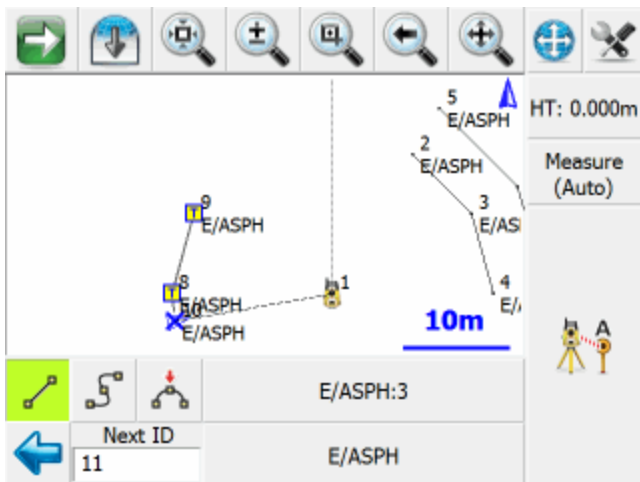 5
E/ASPH
HT: 0.000m
2
E/ASPH
Measure
(Auto)
9
E/ASPH
3
E/AS
8
E/ASPH
1
4
E/
10
E/ASPH
10m
A
T
T
E/ASPH:3
Next ID
11
E/ASPH